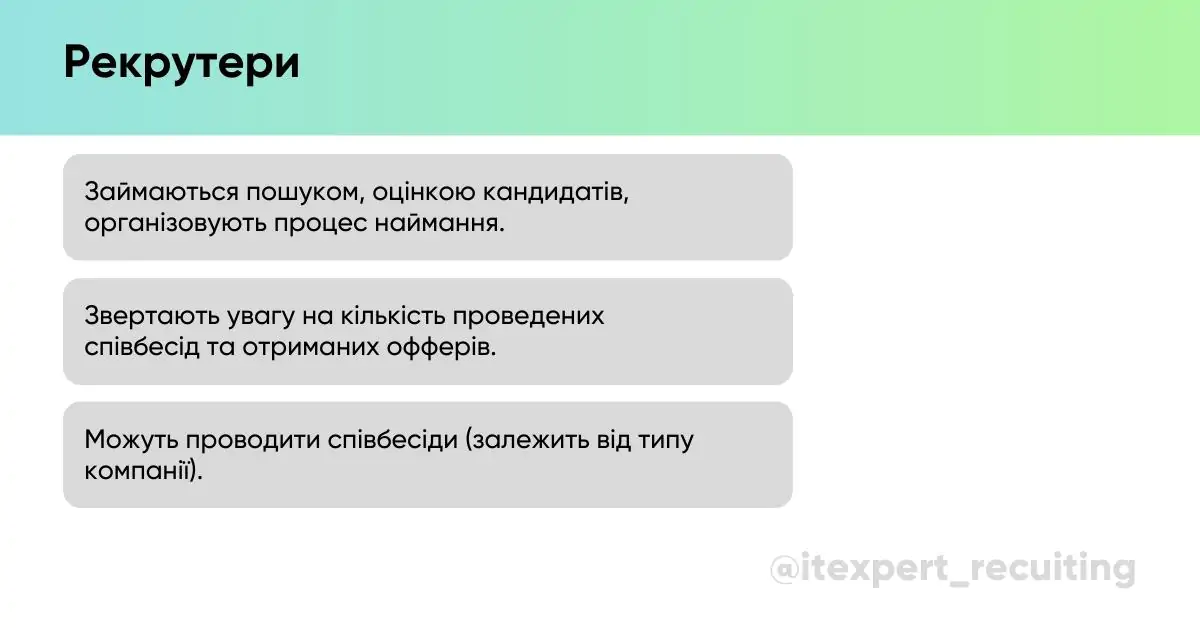 Рекрутери
Займаються пошуком, оцінкою кандидатів,
організовують процес наймання.
Звертають увагу на кількість проведених
співбесід та отриманих офферів.
Можуть проводити співбесіди (залежить від типу
компанії).
@itexpert_recuiting